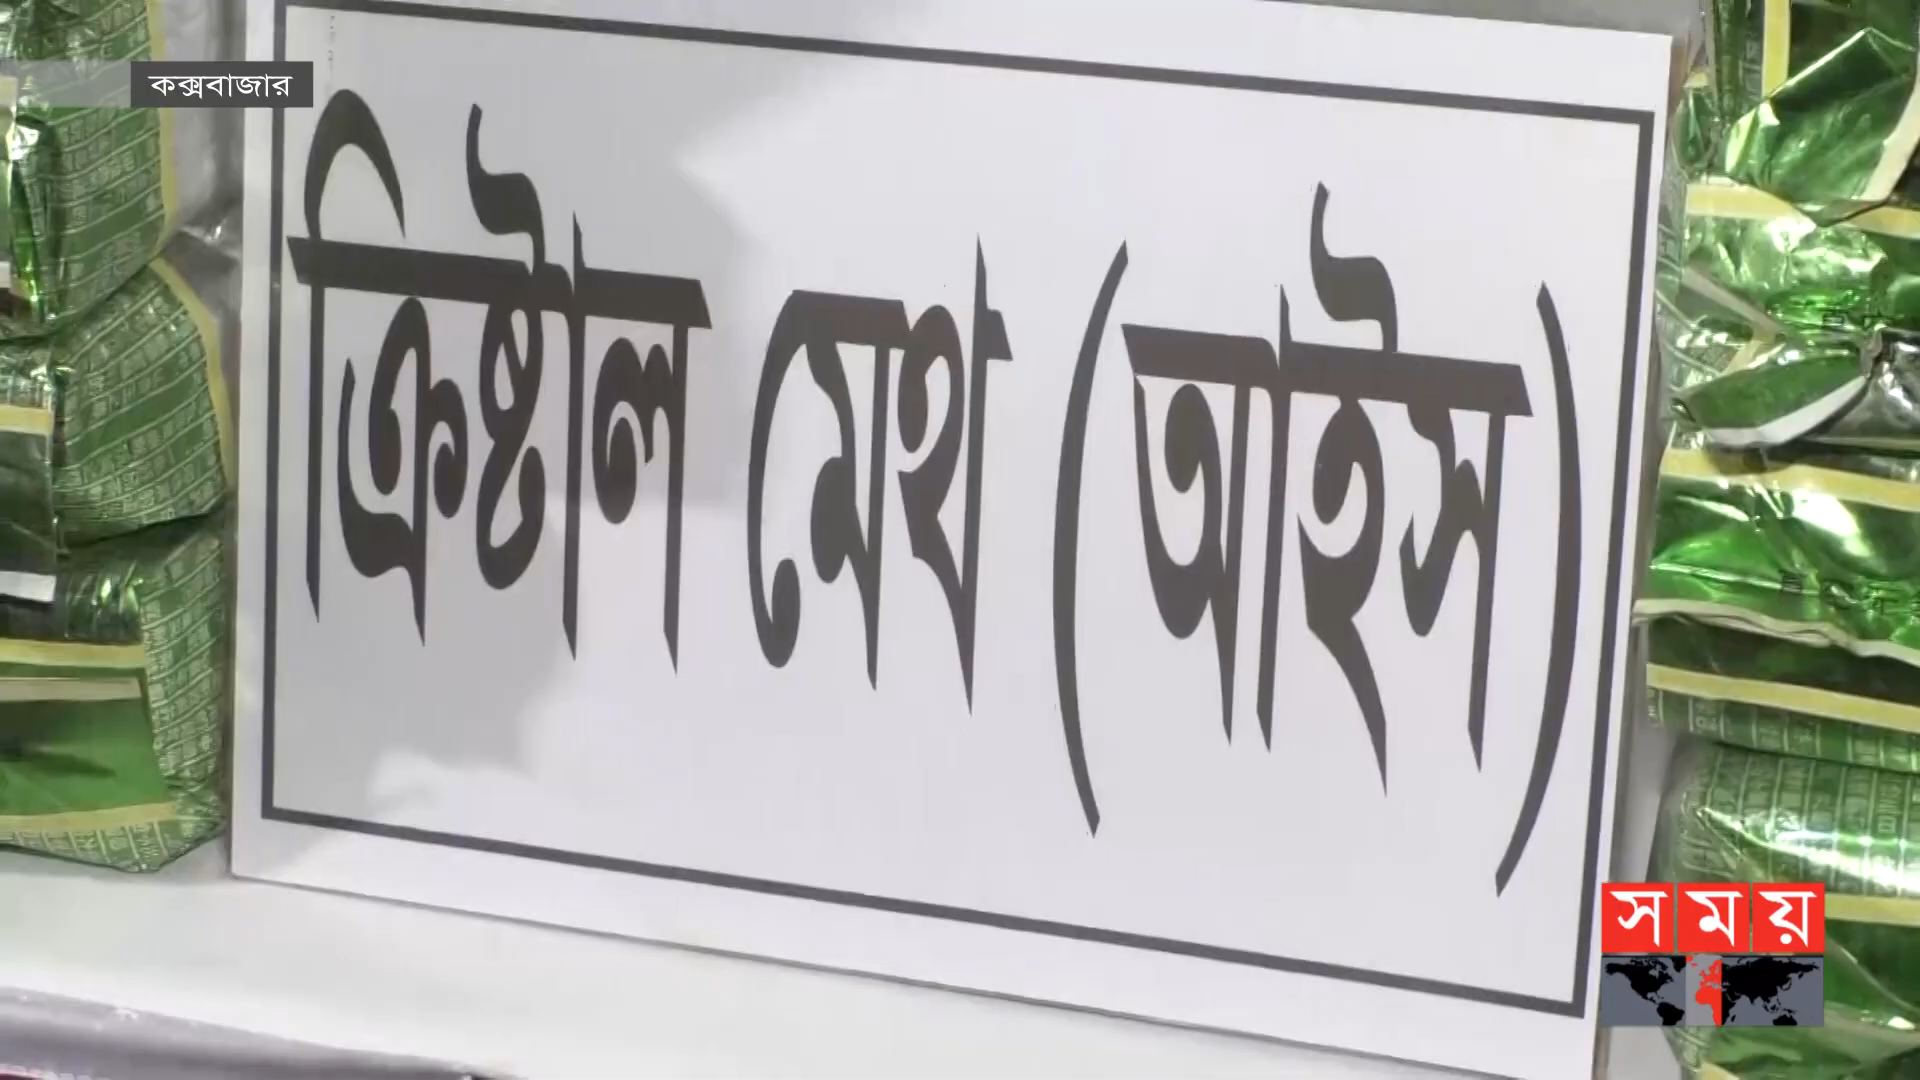 কক্সবাজার
ক্রিষ্টাল মেথ (আইস)
সময়